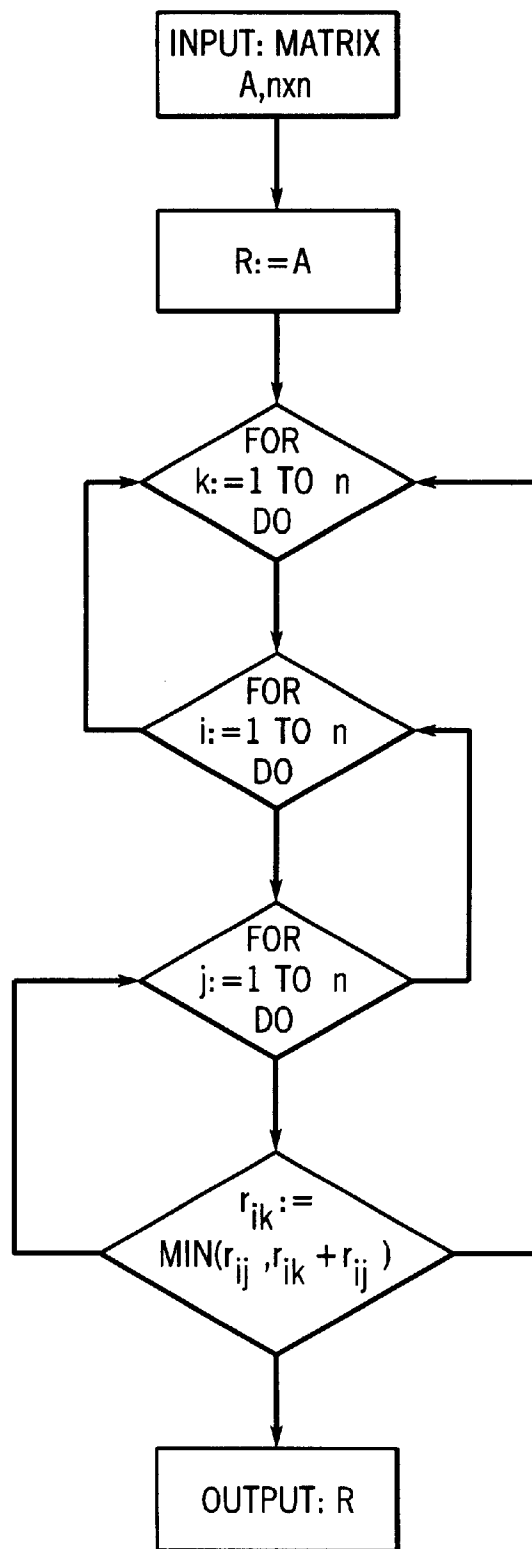 INPUT: MATRIX
A,nxn
R:=A
FOR
k:=1 TO n
DO
FOR
i:=1 TO n
DO
FOR
j:=1 TO n
DO
r_ik :=
MIN(r_ij ,r_ik + r_ij )
OUTPUT: R